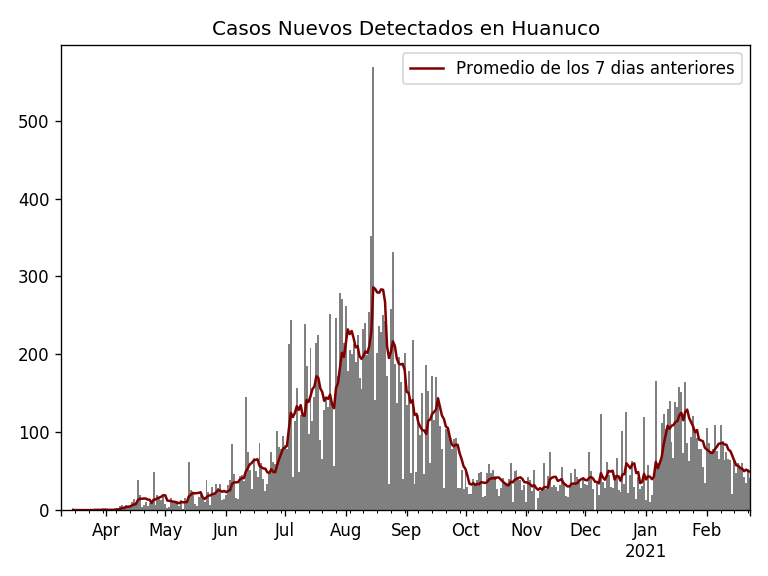 Casos Nuevos Detectados en Huanuco
Promedio de los 7 dias anteriores
500
400
300
200
100
0
Apr May Jun Jul Aug Sep Oct Nov Dec Jan Feb
2021